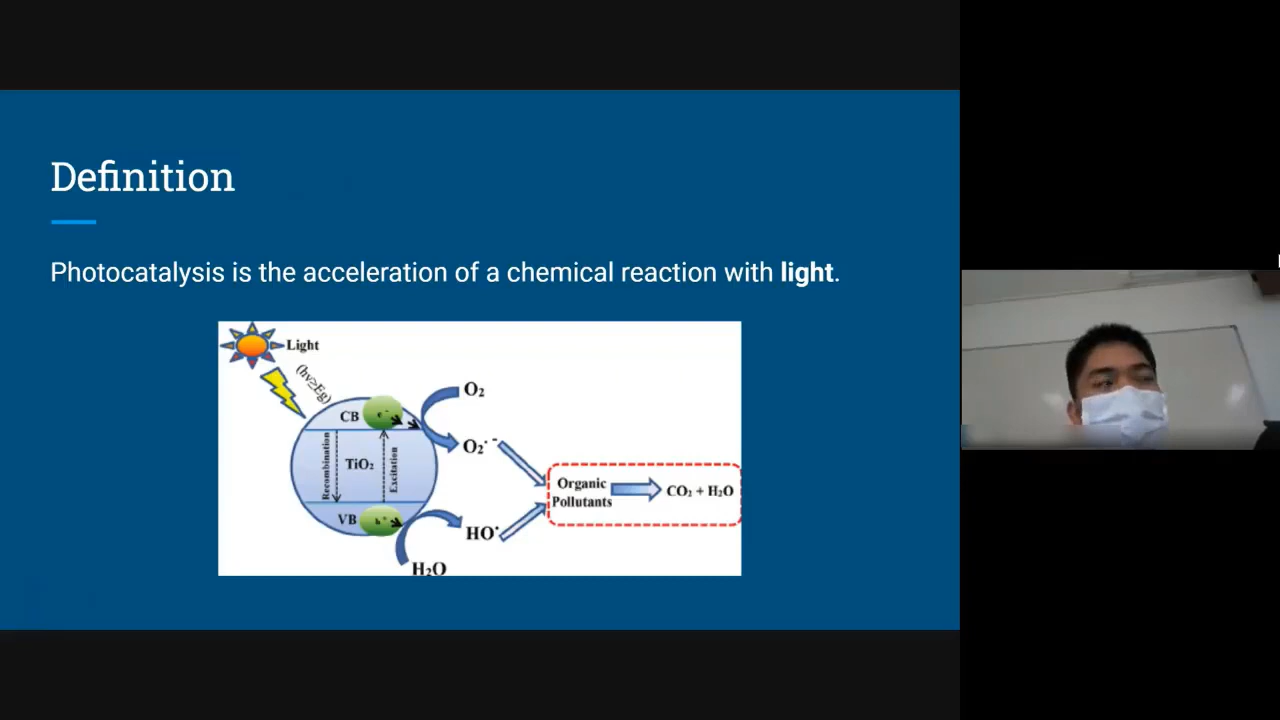 Definition
Photocatalysis is the acceleration of a chemical reaction with light.
Light
(hν≥Eg)
CB
e⁻
O₂
Recombination
TiO₂
Excitation
O₂˙⁻
Organic
Pollutants
CO₂ + H₂O
VB
h⁺
HO˙
H₂O